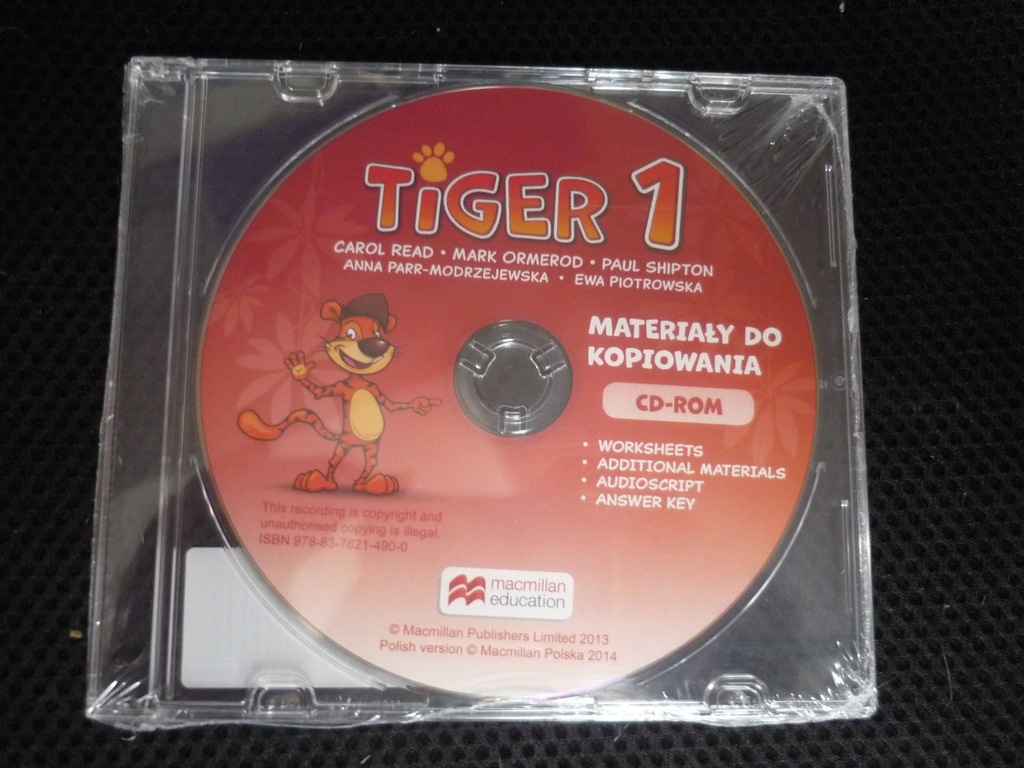 TiGER 1
CAROL READ • MARK ORMEROD • PAUL SHIPTON
ANNA PARR-MODRZEJEWSKA • EWA PIOTROWSKA
MATERIAŁY DO
KOPIOWANIA
CD-ROM
• WORKSHEETS
• ADDITIONAL MATERIALS
• AUDIOSCRIPT
• ANSWER KEY
This recording is copyright and
unauthorised copying is illegal.
ISBN 978-83-7621-490-0
macmillan
education
© Macmillan Publishers Limited 2013
Polish version © Macmillan Polska 2014